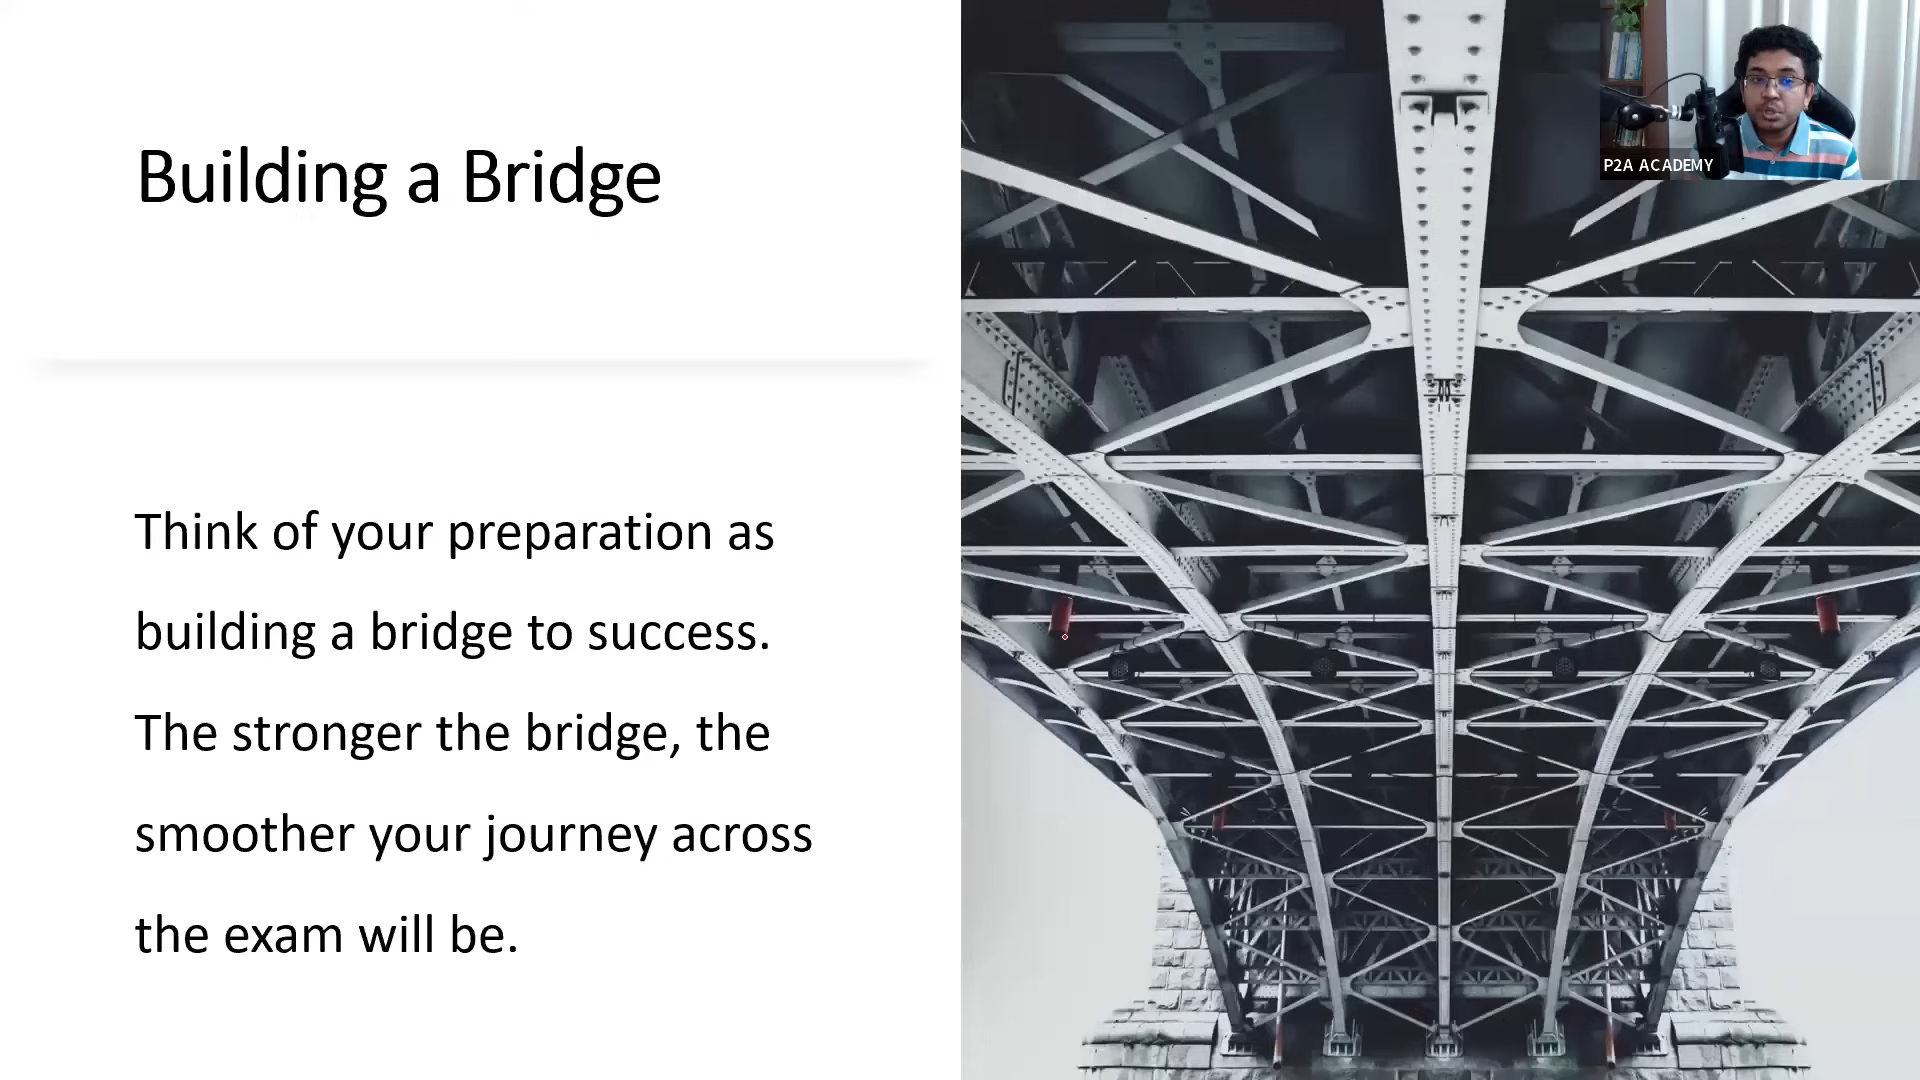 Building a Bridge
P2A ACADEMY
Think of your preparation as
building a bridge to success.
The stronger the bridge, the
smoother your journey across
the exam will be.